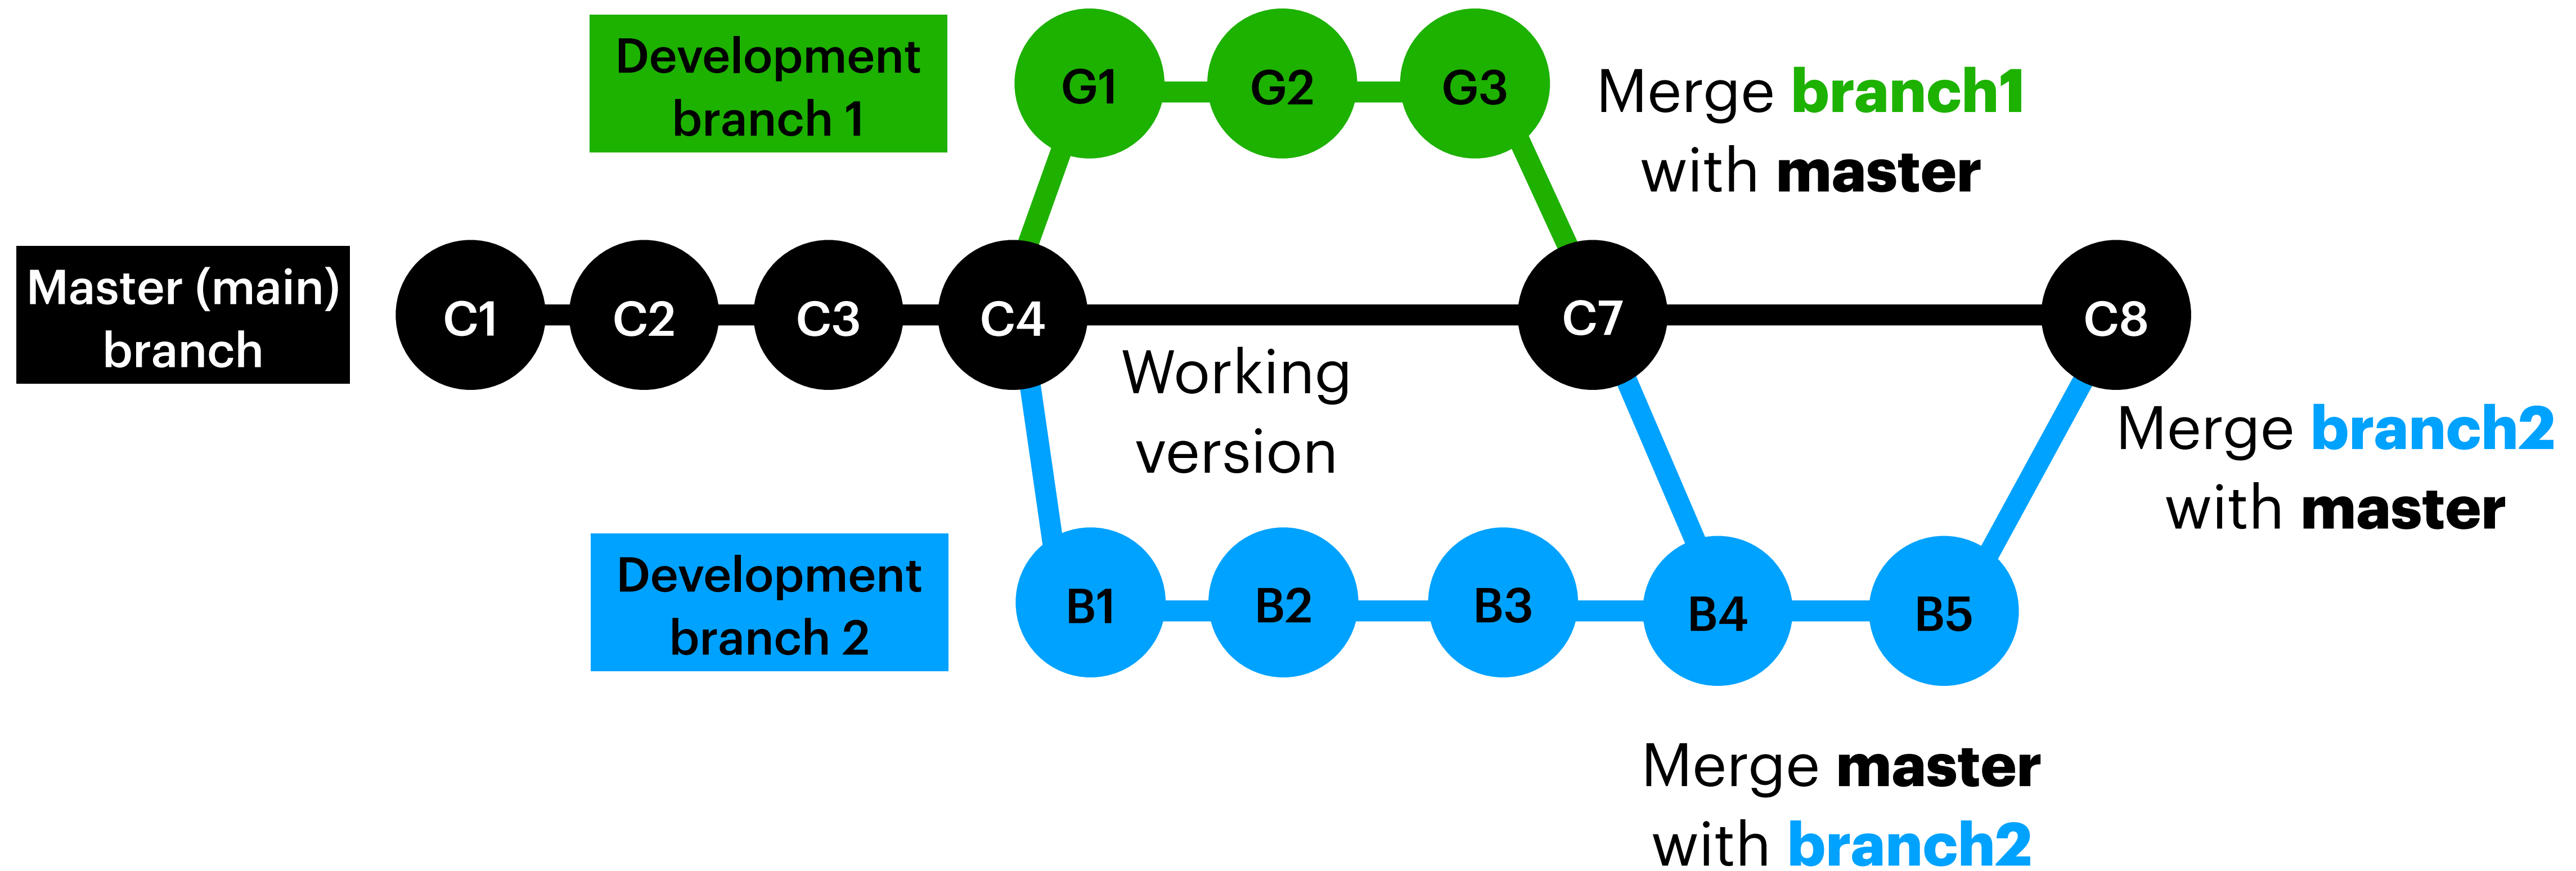 Development
branch 1
G1
G2
G3
Merge branch1
with master
Master (main)
branch
C1
C2
C3
C4
C7
C8
Working
version
Merge branch2
with master
Development
branch 2
B1
B2
B3
B4
B5
Merge master
with branch2